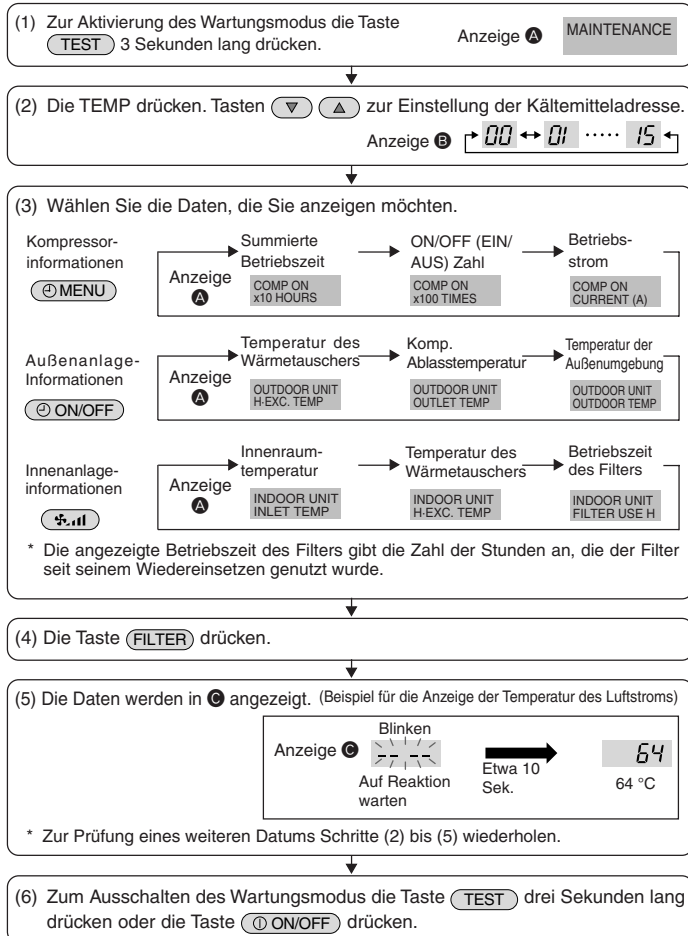 (1) Zur Aktivierung des Wartungsmodus die Taste
TEST 3 Sekunden lang drücken.
Anzeige A
MAINTENANCE
(2) Die TEMP drücken. Tasten ▼ ▲ zur Einstellung der Kältemitteladresse.
Anzeige B 00 ↔ 01 ····· 15
(3) Wählen Sie die Daten, die Sie anzeigen möchten.
Kompressor-
informationen
MENU
Anzeige
A
Summierte
Betriebszeit
COMP ON
x10 HOURS
ON/OFF (EIN/
AUS) Zahl
COMP ON
x100 TIMES
Betriebs-
strom
COMP ON
CURRENT (A)
Außenanlage-
Informationen
ON/OFF
Anzeige
A
Temperatur des
Wärmetauschers
OUTDOOR UNIT
H·EXC. TEMP
Komp.
Ablasstemperatur
OUTDOOR UNIT
OUTLET TEMP
Temperatur der
Außenumgebung
OUTDOOR UNIT
OUTDOOR TEMP
Innenanlage-
informationen
Anzeige
A
Innenraum-
temperatur
INDOOR UNIT
INLET TEMP
Temperatur des
Wärmetauschers
INDOOR UNIT
H·EXC. TEMP
Betriebszeit
des Filters
INDOOR UNIT
FILTER USE H
* Die angezeigte Betriebszeit des Filters gibt die Zahl der Stunden an, die der Filter
seit seinem Wiedereinsetzen genutzt wurde.
(4) Die Taste FILTER drücken.
(5) Die Daten werden in C angezeigt. (Beispiel für die Anzeige der Temperatur des Luftstroms)
Anzeige C
Blinken
-- --
Auf Reaktion
warten
Etwa 10
Sek.
64
64 °C
* Zur Prüfung eines weiteren Datums Schritte (2) bis (5) wiederholen.
(6) Zum Ausschalten des Wartungsmodus die Taste TEST drei Sekunden lang
drücken oder die Taste ON/OFF drücken.